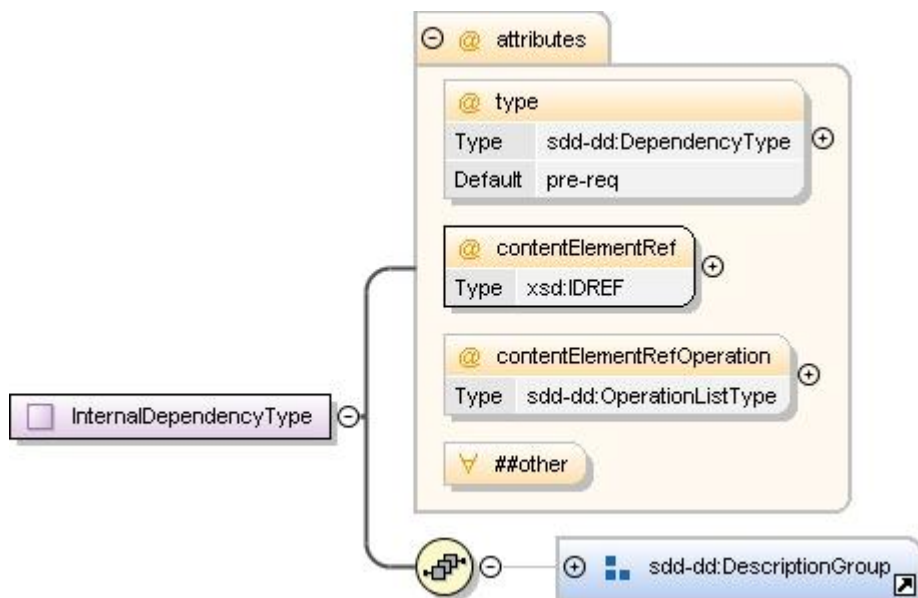 @ attributes
@ type
Type sdd-dd:DependencyType
Default pre-req
@ contentElementRef
Type xsd:IDREF
@ contentElementRefOperation
Type sdd-dd:OperationListType
InternalDependencyType
∀ ##other
sdd-dd:DescriptionGroup